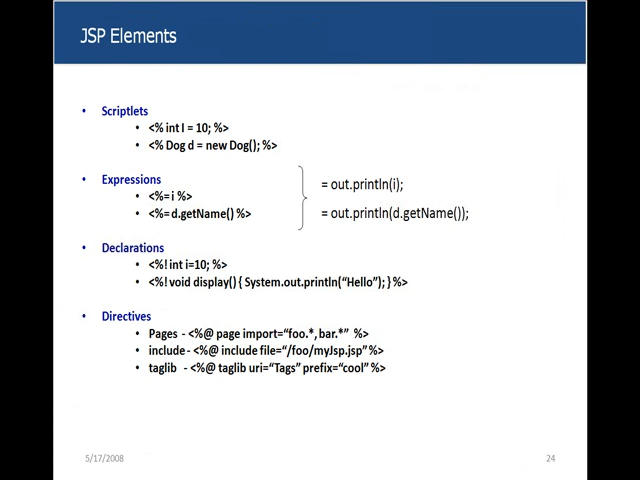 JSP Elements
• Scriptlets
• <% int I = 10; %>
• <% Dog d = new Dog(); %>
• Expressions
• <%= i %>
• <%= d.getName() %>
= out.println(i);
= out.println(d.getName());
• Declarations
• <%! int i=10; %>
• <%! void display() { System.out.println(“Hello”); } %>
• Directives
• Pages - <%@ page import=“foo.*, bar.*” %>
• include - <%@ include file=“/foo/myJsp.jsp” %>
• taglib - <%@ taglib uri=“Tags” prefix=“cool” %>
5/17/2008
24